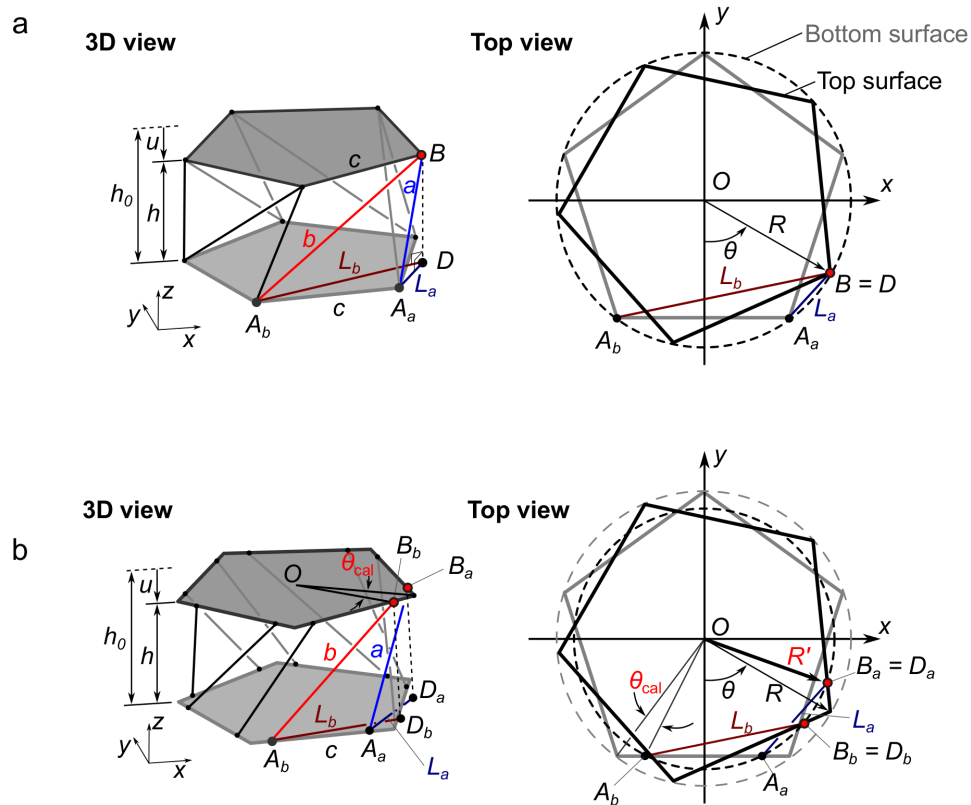 a
3D view
Top view
y
Bottom surface
Top surface
u
c
B
h0
h
a
b
Lb
D
La
c
Ab
Aa
z
y
x
O
x
R
θ
Lb
B = D
La
Ab
Aa
b
3D view
Top view
y
Bb
Ba
O
θcal
u
h0
h
b
a
Da
Lb
Db
c
Ab
Aa
La
z
y
x
O
x
R'
Ba = Da
θcal
θ
R
Lb
La
Bb = Db
Ab
Aa